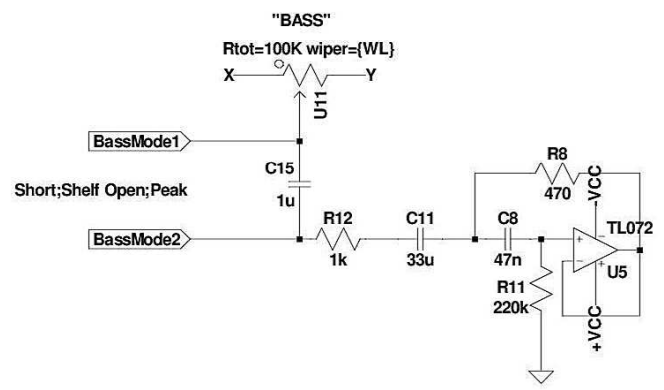 "BASS"
Rtot=100K wiper={WL}
X
Y
U11
BassMode1
C15
1u
Short;Shelf Open;Peak
BassMode2
R12
1k
C11
33u
C8
47n
R8
470
-VCC
TL072
U5
+VCC
R11
220k